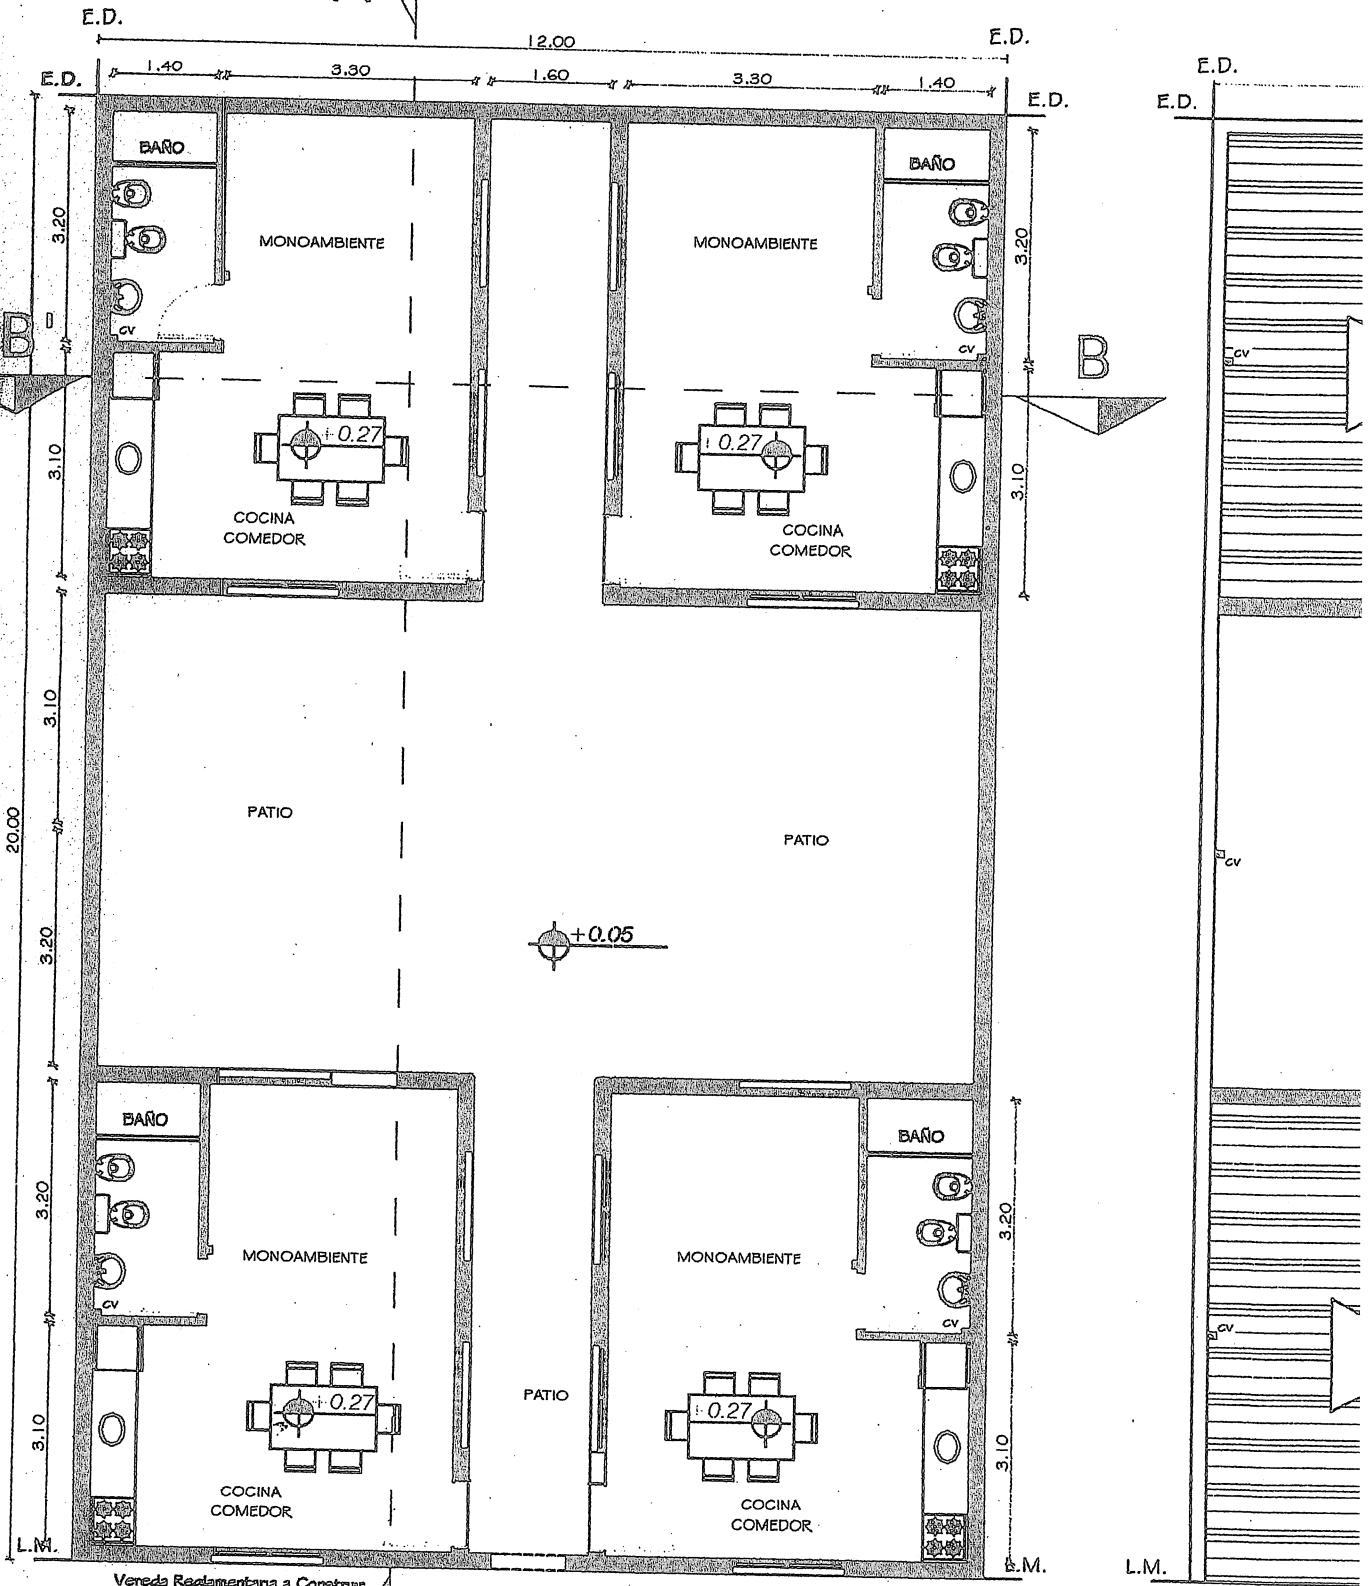 E.D.
12.00
E.D.
E.D.
1.40
3.30
1.60
3.30
1.40
E.D.
E.D.
E.D.
BAÑO
BAÑO
3.20
MONOAMBIENTE
MONOAMBIENTE
3.20
B
CV
CV
B
CV
+0.27
+0.27
3.10
3.10
COCINA
COMEDOR
COCINA
COMEDOR
3.10
PATIO
PATIO
20.00
CV
3.20
+0.05
BAÑO
BAÑO
3.20
MONOAMBIENTE
MONOAMBIENTE
3.20
CV
CV
CV
+0.27
PATIO
+0.27
3.10
3.10
COCINA
COMEDOR
COCINA
COMEDOR
L.M.
L.M.
L.M.
Vereda Reglamentaria a Construir